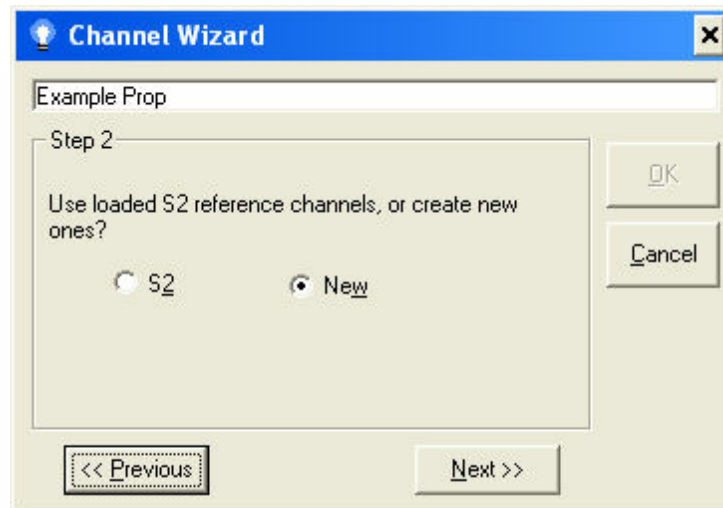 Channel Wizard
Example Prop
Step 2
Use loaded S2 reference channels, or create new
ones?
S2
New
OK
Cancel
<< Previous
Next >>